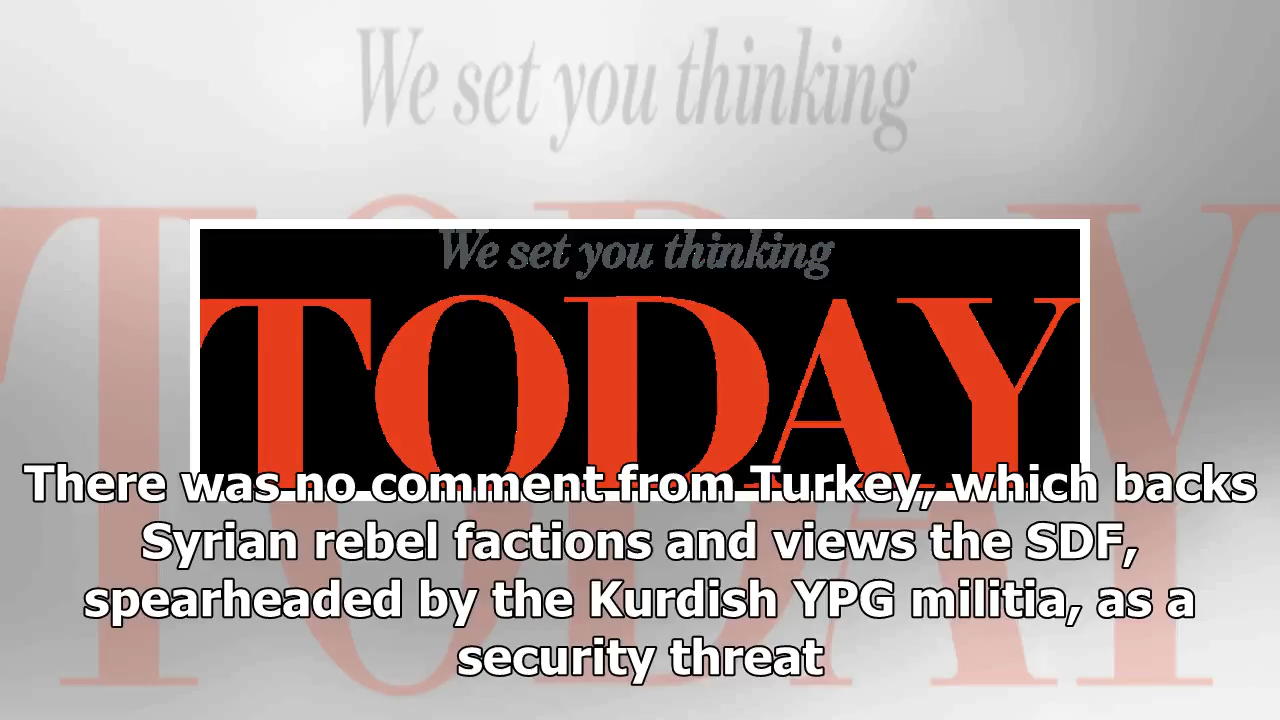 We set you thinking
We set you thinking
TODAY
TODAY
There was no comment from Turkey, which backs
Syrian rebel factions and views the SDF,
spearheaded by the Kurdish YPG militia, as a
security threat